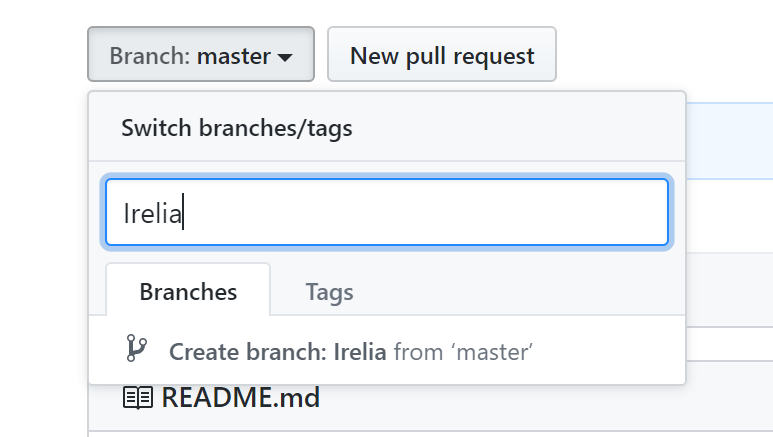 Branch: master New pull request
Switch branches/tags
Irelia
Branches Tags
Create branch: Irelia from ‘master’
README.md